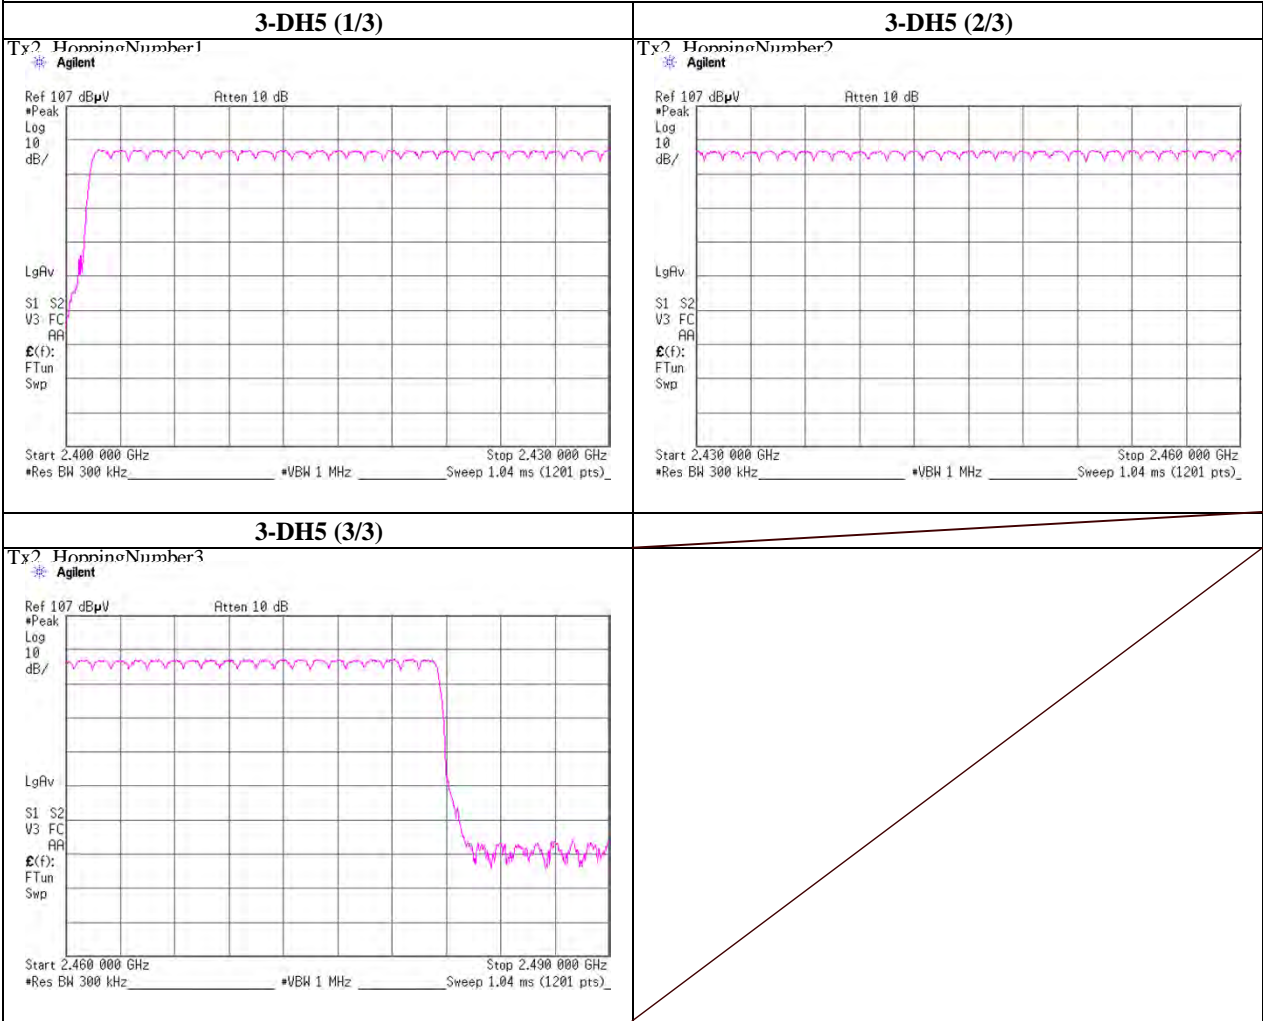 3-DH5 (1/3)
Tx2 HoppingNumber1
Agilent
Ref 107 dBµV Atten 10 dB
#Peak
Log
10
dB/
LgAv
S1 S2
V3 FC
AA
£(f):
FTun
Swp
Start 2.400 000 GHz Stop 2.430 000 GHz
#Res BW 300 kHz #VBW 1 MHz Sweep 1.04 ms (1201 pts)
3-DH5 (2/3)
Tx2 HoppingNumber2
Agilent
Ref 107 dBµV Atten 10 dB
#Peak
Log
10
dB/
LgAv
S1 S2
V3 FC
AA
£(f):
FTun
Swp
Start 2.430 000 GHz Stop 2.460 000 GHz
#Res BW 300 kHz #VBW 1 MHz Sweep 1.04 ms (1201 pts)
3-DH5 (3/3)
Tx2 HoppingNumber3
Agilent
Ref 107 dBµV Atten 10 dB
#Peak
Log
10
dB/
LgAv
S1 S2
V3 FC
AA
£(f):
FTun
Swp
Start 2.460 000 GHz Stop 2.490 000 GHz
#Res BW 300 kHz #VBW 1 MHz Sweep 1.04 ms (1201 pts)